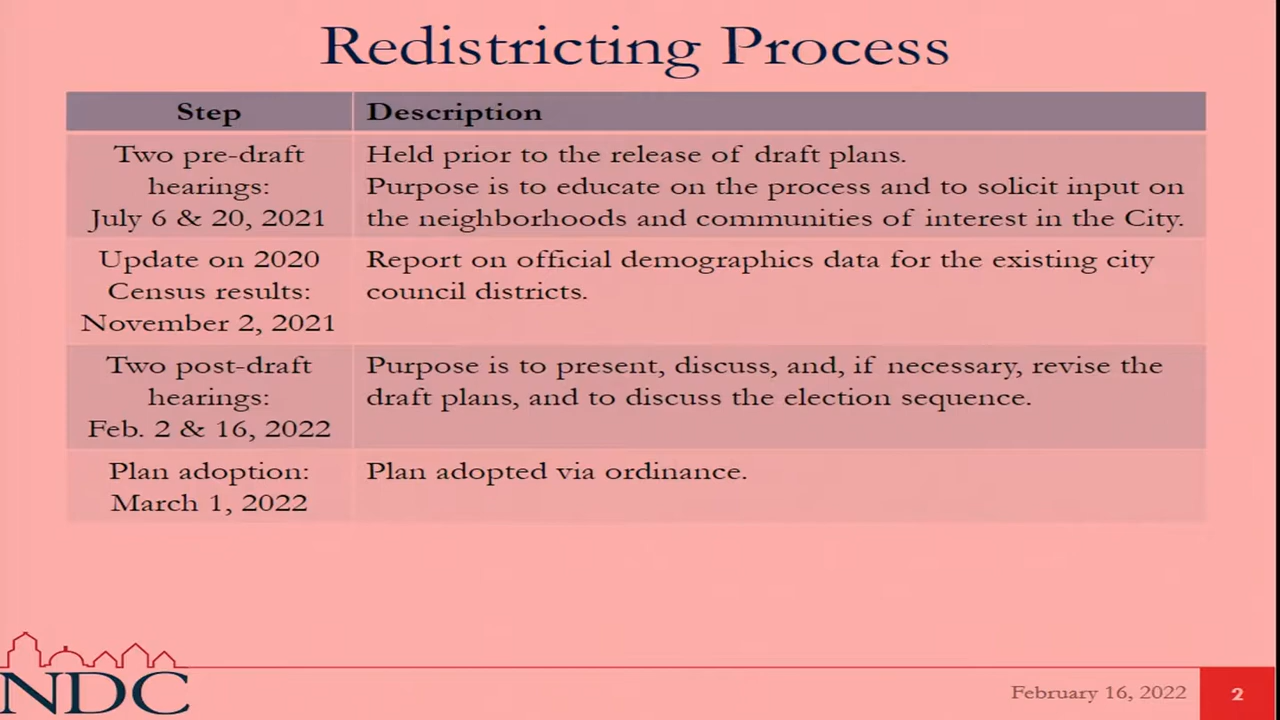 Redistricting Process
Step
Description
Two pre-draft
hearings:
July 6 & 20, 2021
Held prior to the release of draft plans.
Purpose is to educate on the process and to solicit input on
the neighborhoods and communities of interest in the City.
Update on 2020
Census results:
November 2, 2021
Report on official demographics data for the existing city
council districts.
Two post-draft
hearings:
Feb. 2 & 16, 2022
Purpose is to present, discuss, and, if necessary, revise the
draft plans, and to discuss the election sequence.
Plan adoption:
March 1, 2022
Plan adopted via ordinance.
NDC
February 16, 2022
2